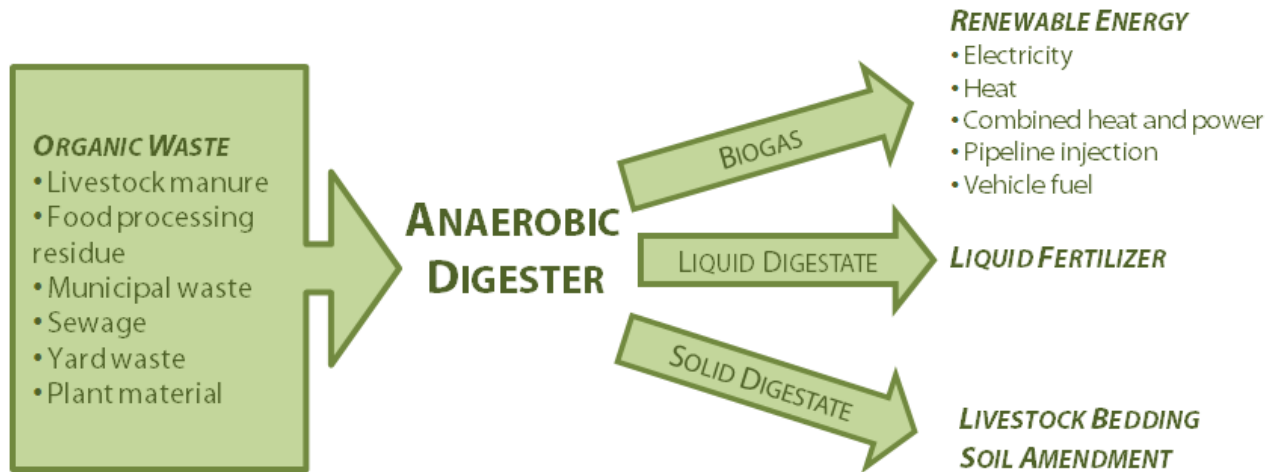 ORGANIC WASTE
• Livestock manure
• Food processing
residue
• Municipal waste
• Sewage
• Yard waste
• Plant material
ANAEROBIC
DIGESTER
BIOGAS
LIQUID DIGESTATE
SOLID DIGESTATE
RENEWABLE ENERGY
• Electricity
• Heat
• Combined heat and power
• Pipeline injection
• Vehicle fuel
LIQUID FERTILIZER
LIVESTOCK BEDDING
SOIL AMENDMENT